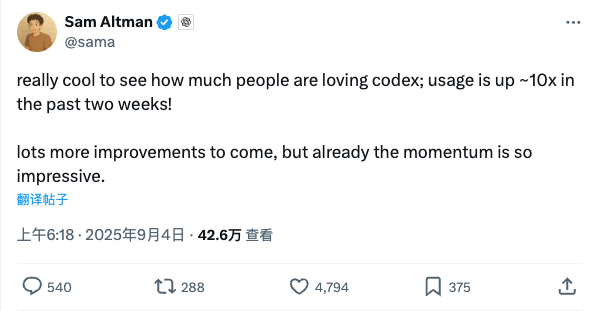 Sam Altman
@sama
really cool to see how much people are loving codex; usage is up ~10x in
the past two weeks!
lots more improvements to come, but already the momentum is so
impressive.
翻译帖子
上午6:18 · 2025年9月4日 · 42.6万 查看
540 288 4,794 375